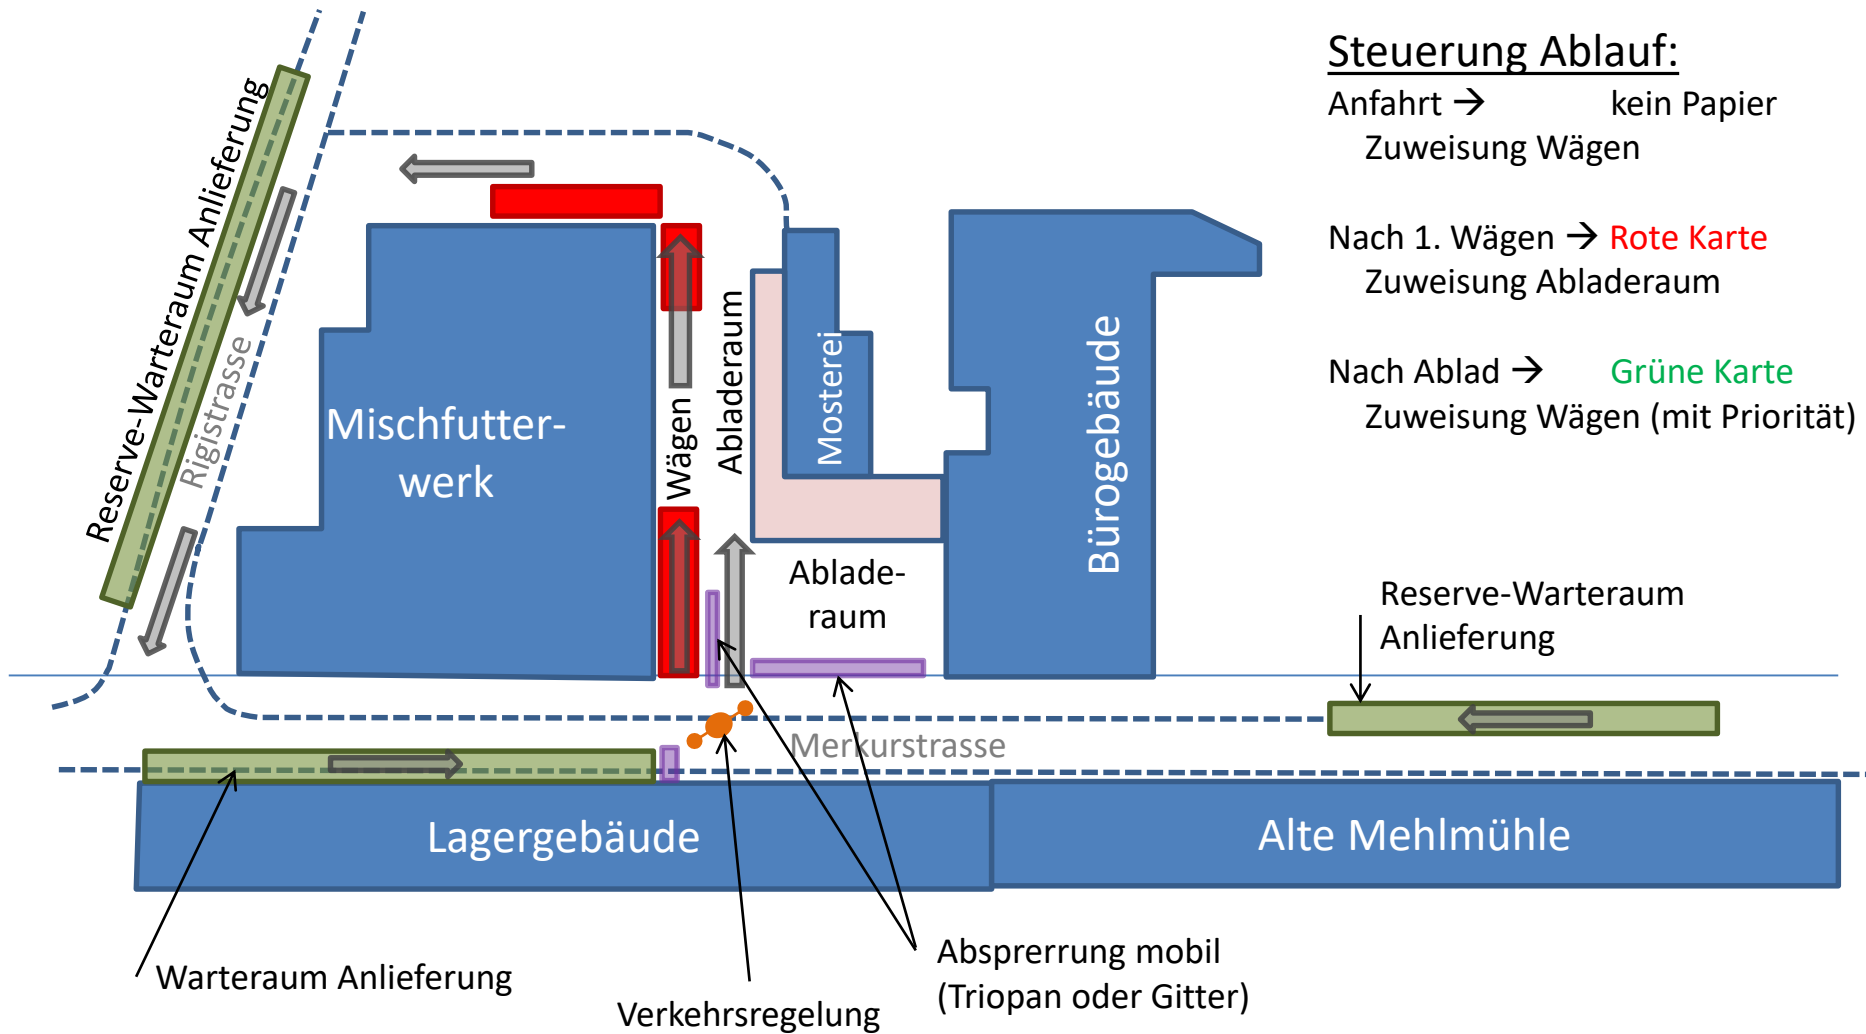 Steuerung Ablauf:
Anfahrt → kein Papier
Zuweisung Wägen
Nach 1. Wägen → Rote Karte
Zuweisung Abladeraum
Nach Ablad → Grüne Karte
Zuweisung Wägen (mit Priorität)
Reserve-Warteraum Anlieferung
Rigistrasse
Mischfutter-
werk
Wägen
Abladeraum
Mosterei
Bürogebäude
Ablade-
raum
Reserve-Warteraum
Anlieferung
Merkurstrasse
Lagergebäude
Alte Mehlmühle
Warteraum Anlieferung
Verkehrsregelung
Absprerrung mobil
(Triopan oder Gitter)